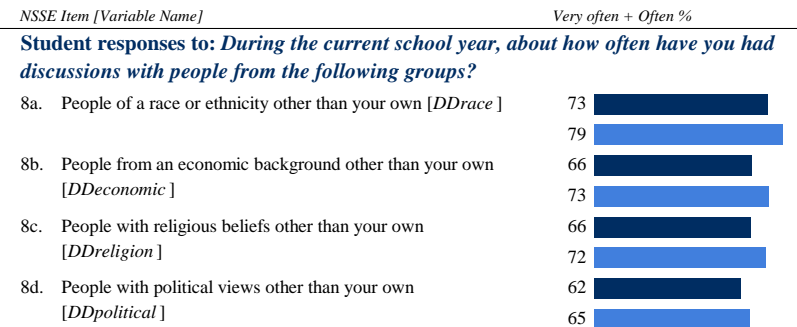 NSSE Item [Variable Name] Very often + Often %
Student responses to: During the current school year, about how often have you had
discussions with people from the following groups?
8a. People of a race or ethnicity other than your own [DDrace ] 73
79
8b. People from an economic background other than your own 66
[DDeconomic ] 73
8c. People with religious beliefs other than your own 66
[DDreligion ] 72
8d. People with political views other than your own 62
[DDpolitical ] 65